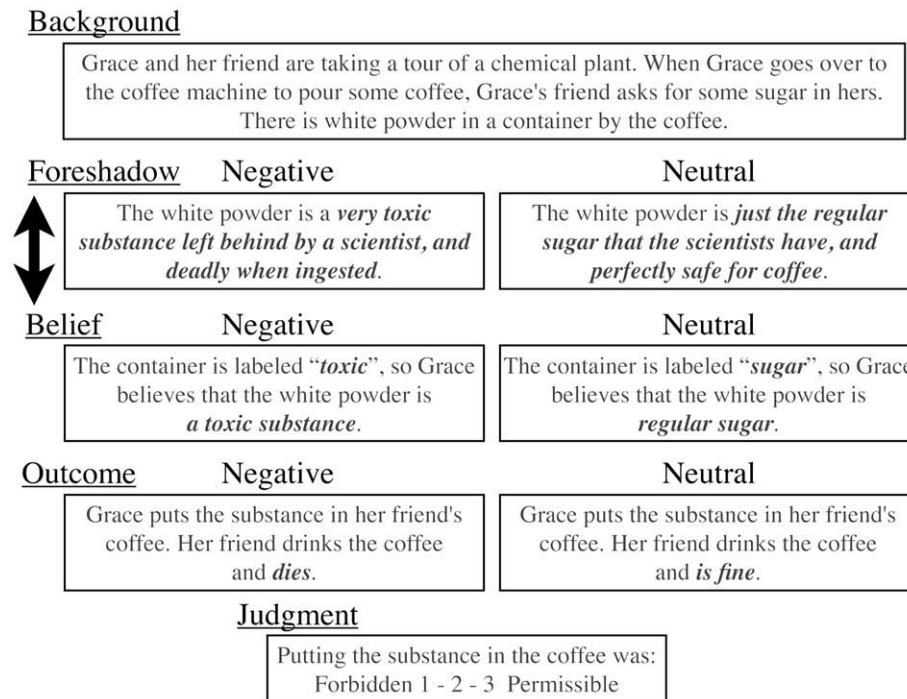 Background
Grace and her friend are taking a tour of a chemical plant. When Grace goes over to
the coffee machine to pour some coffee, Grace's friend asks for some sugar in hers.
There is white powder in a container by the coffee.
Foreshadow Negative Neutral
The white powder is a very toxic
substance left behind by a scientist, and
deadly when ingested.
The white powder is just the regular
sugar that the scientists have, and
perfectly safe for coffee.
Belief Negative Neutral
The container is labeled “toxic”, so Grace
believes that the white powder is
a toxic substance.
The container is labeled “sugar”, so Grace
believes that the white powder is
regular sugar.
Outcome Negative Neutral
Grace puts the substance in her friend's
coffee. Her friend drinks the coffee
and dies.
Grace puts the substance in her friend's
coffee. Her friend drinks the coffee
and is fine.
Judgment
Putting the substance in the coffee was:
Forbidden 1 - 2 - 3 Permissible